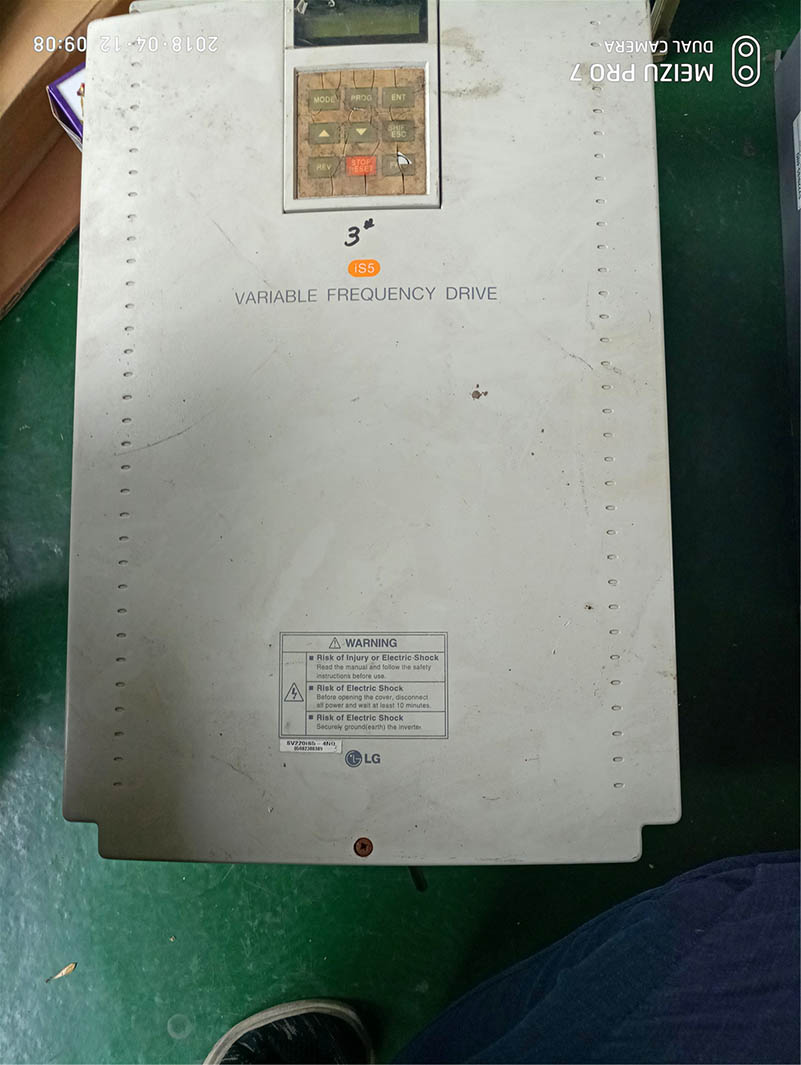 2018-04-12 09:08
MEIZU PRO 7
DUAL CAMERA
MODE PROG ENT
SHIFT
ESC
REV STOP
RESET
3#
iS5
VARIABLE FREQUENCY DRIVE
WARNING
Risk of Injury or Electric Shock
Read the manual and follow the safety
instructions before use.
Risk of Electric Shock
Before opening the cover, disconnect
all power and wait at least 10 minutes.
Risk of Electric Shock
Securely ground(earth) the inverter.
SV220iS5 - 4NO
LG